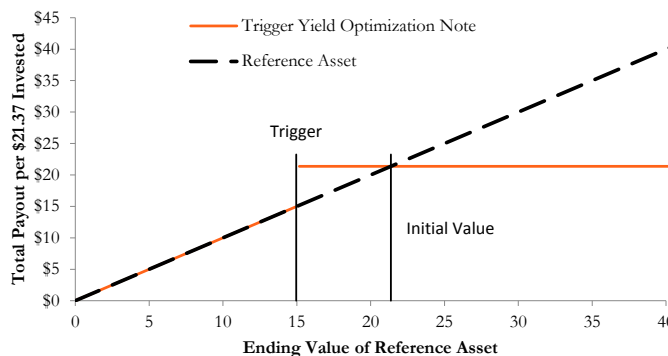 $45
$40
$35
$30
$25
$20
$15
$10
$5
$0
Total Payout per $21.37 Invested
Trigger Yield Optimization Note
Reference Asset
Trigger
Initial Value
0 5 10 15 20 25 30 35 40
Ending Value of Reference Asset